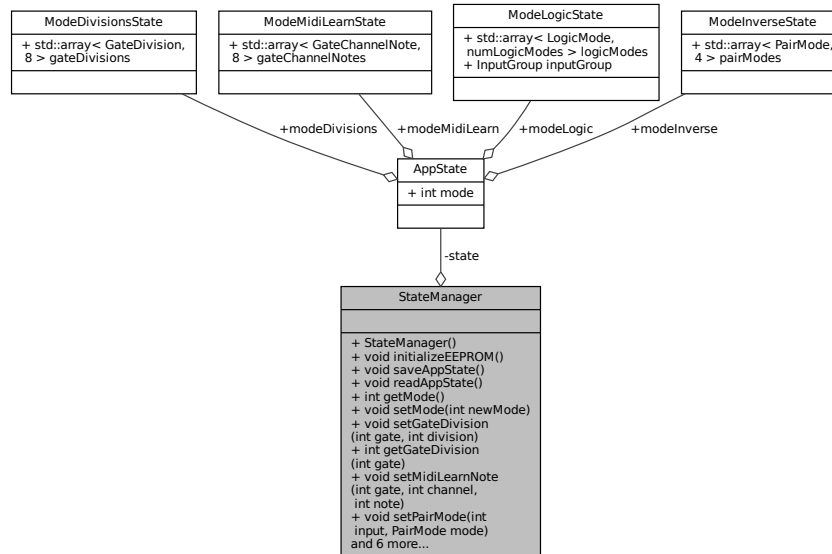 ModeDivisionsState
+ std::array< GateDivision,
8 > gateDivisions
ModeMidiLearnState
+ std::array< GateChannelNote,
8 > gateChannelNotes
ModeLogicState
+ std::array< LogicMode,
numLogicModes > logicModes
+ InputGroup inputGroup
ModeInverseState
+ std::array< PairMode,
4 > pairModes
+modeDivisions
+modeMidiLearn
+modeLogic
+modeInverse
AppState
+ int mode
-state
StateManager
+ StateManager()
+ void initializeEEPROM()
+ void saveAppState()
+ void readAppState()
+ int getMode()
+ void setMode(int newMode)
+ void setGateDivision
(int gate, int division)
+ int getGateDivision
(int gate)
+ void setMidiLearnNote
(int gate, int channel,
int note)
+ void setPairMode(int
input, PairMode mode)
and 6 more...